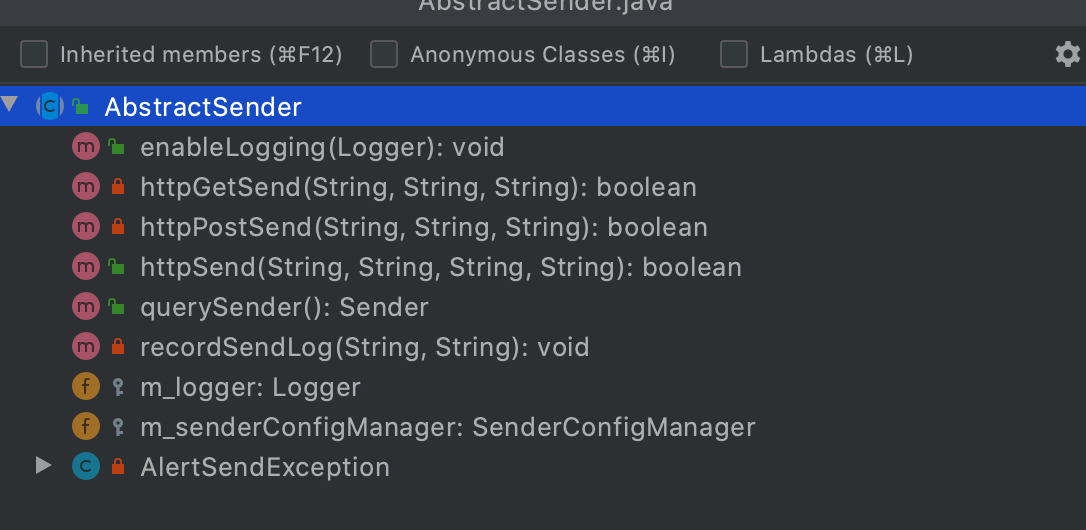 AbstractSender.java
Inherited members (⌘F12) Anonymous Classes (⌘I) Lambdas (⌘L)
C AbstractSender
m enableLogging(Logger): void
m httpGetSend(String, String, String): boolean
m httpPostSend(String, String, String): boolean
m httpSend(String, String, String, String): boolean
m querySender(): Sender
m recordSendLog(String, String): void
f m_logger: Logger
f m_senderConfigManager: SenderConfigManager
C AlertSendException